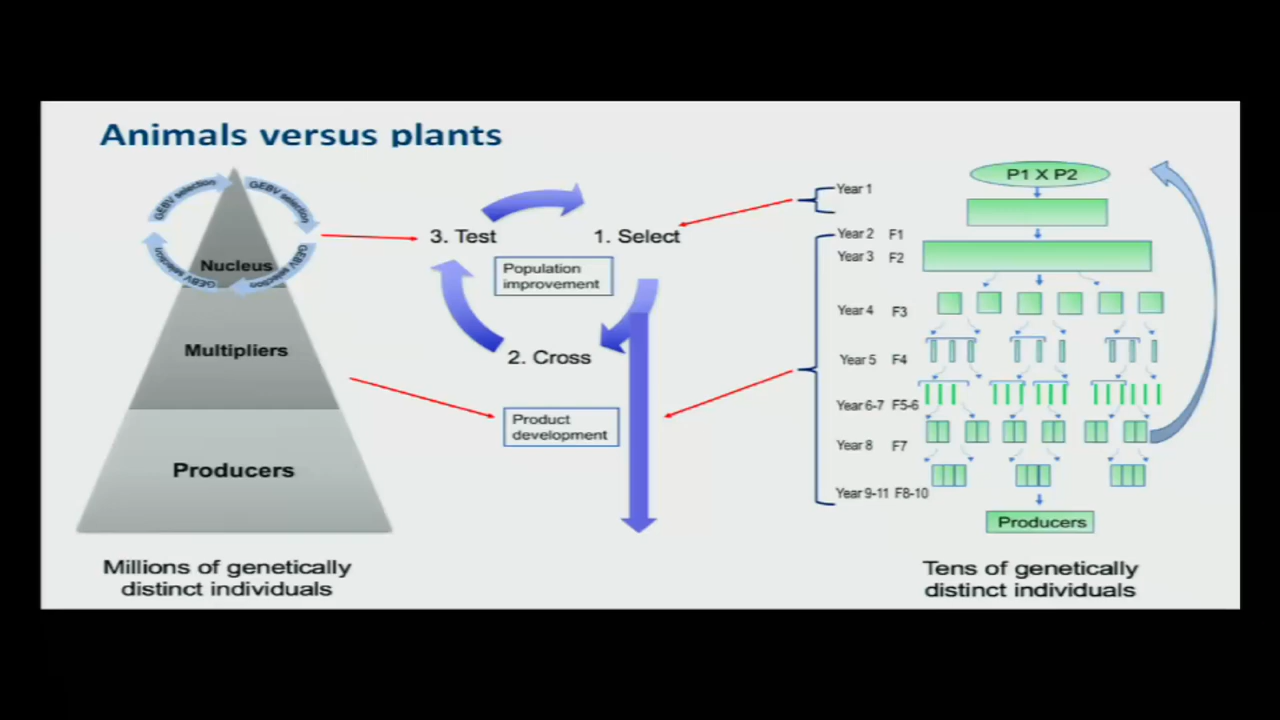 Animals versus plants
GEBV selection
GEBV selection
GEBV selection
GEBV selection
GEBV selection
Nucleus
Multipliers
Producers
Millions of genetically
distinct individuals
3. Test
1. Select
Population
improvement
2. Cross
Product
development
Year 1
Year 2 F1
Year 3 F2
Year 4 F3
Year 5 F4
Year 6-7 F5-6
Year 8 F7
Year 9-11 F8-10
P1 X P2
Producers
Tens of genetically
distinct individuals